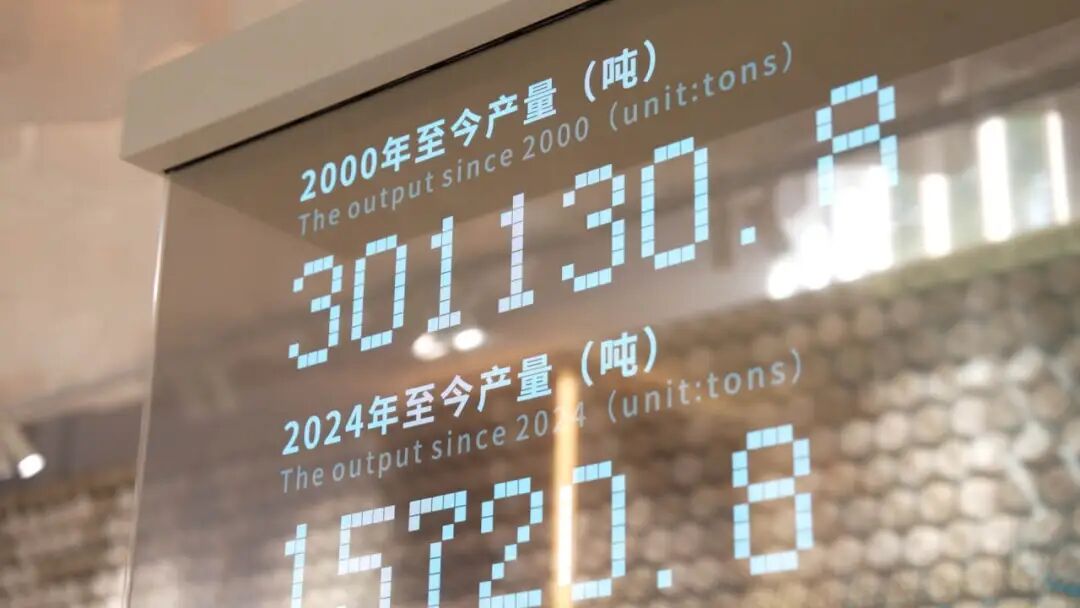 2000年至今产量（吨）
The output since 2000（unit:tons）
301130.8
2024年至今产量（吨）
The output since 2024（unit:tons）
15720.8